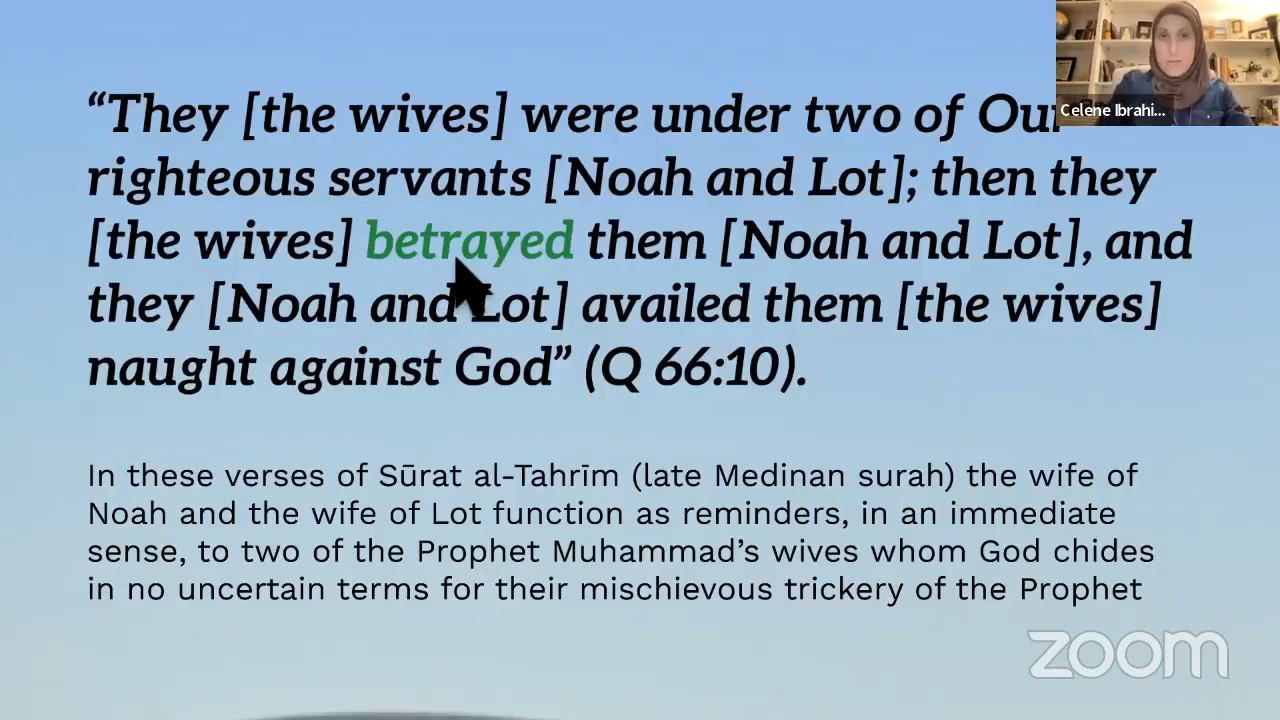 “They [the wives] were under two of Our
righteous servants [Noah and Lot]; then they
[the wives] betrayed them [Noah and Lot], and
they [Noah and Lot] availed them [the wives]
naught against God” (Q 66:10).
In these verses of Sūrat al-Tahrīm (late Medinan surah) the wife of
Noah and the wife of Lot function as reminders, in an immediate
sense, to two of the Prophet Muhammad’s wives whom God chides
in no uncertain terms for their mischievous trickery of the Prophet
Celene Ibrahi...
zoom